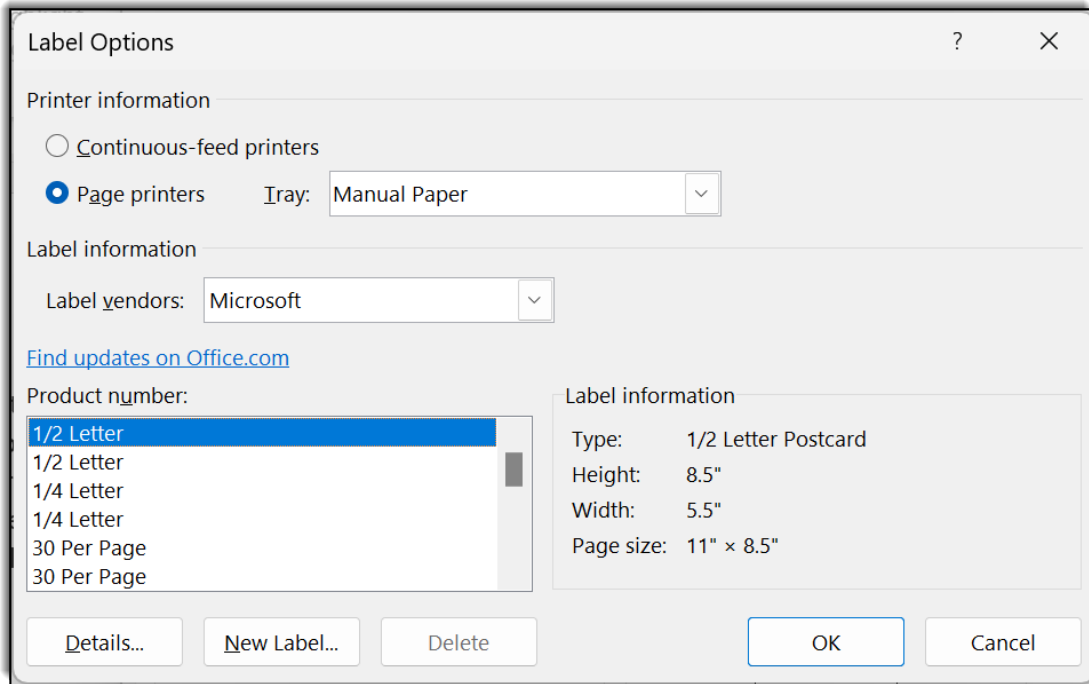 Label Options ?
Printer information
Continuous-feed printers
Page printers Tray: Manual Paper
Label information
Label vendors: Microsoft
Find updates on Office.com
Product number:
1/2 Letter
1/2 Letter
1/4 Letter
1/4 Letter
30 Per Page
30 Per Page
Label information
Type: 1/2 Letter Postcard
Height: 8.5"
Width: 5.5"
Page size: 11" × 8.5"
Details... New Label... Delete OK Cancel